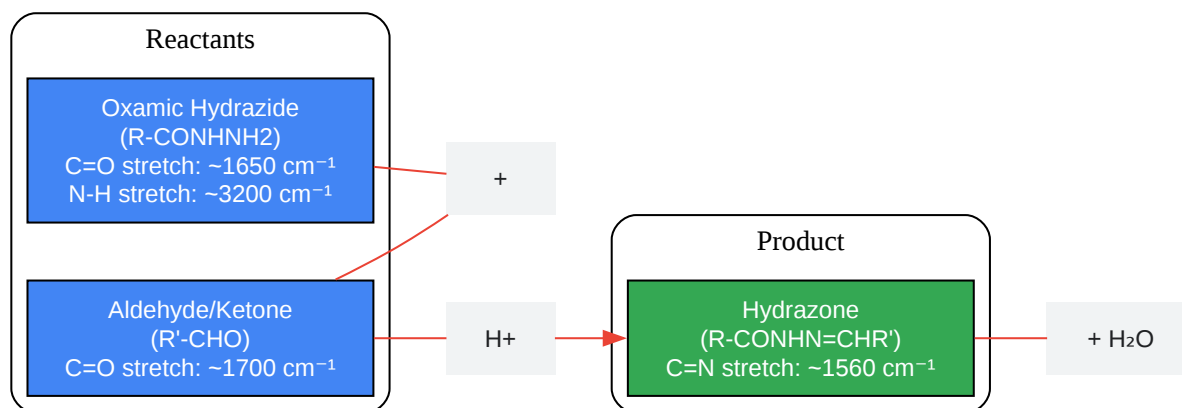 Reactants
Oxamic Hydrazide
(R-CONHNH2)
C=O stretch: ~1650 cm⁻¹
N-H stretch: ~3200 cm⁻¹
+
Aldehyde/Ketone
(R'-CHO)
C=O stretch: ~1700 cm⁻¹
H+
Product
Hydrazone
(R-CONHN=CHR')
C=N stretch: ~1560 cm⁻¹
+ H₂O